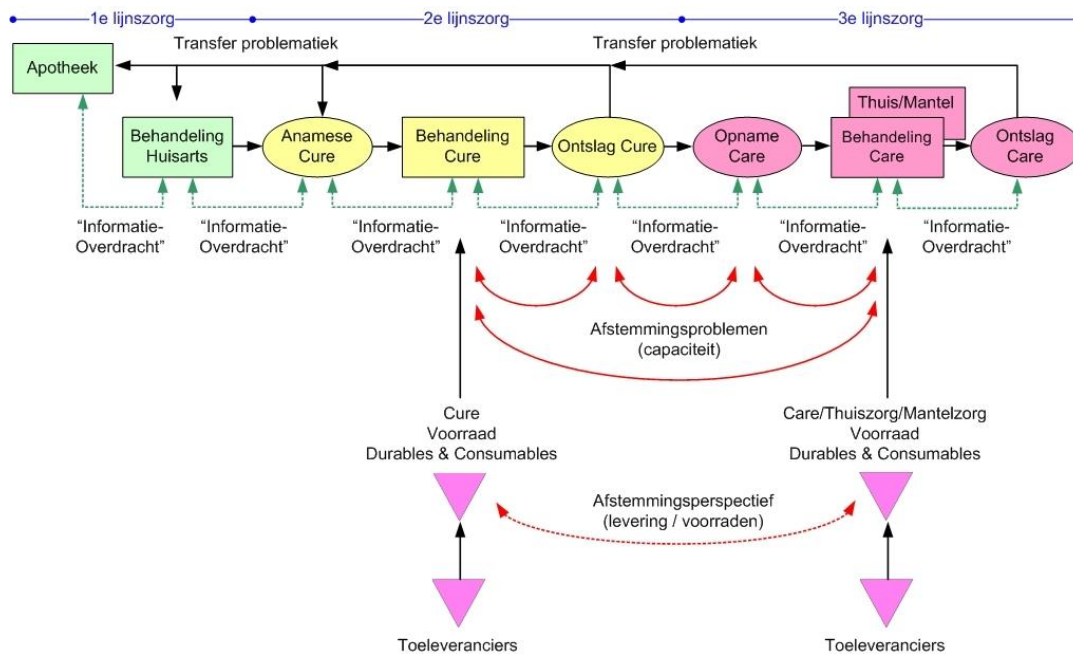 1e lijnszorg
2e lijnszorg
3e lijnszorg
Transfer problematiek
Transfer problematiek
Apotheek
Thuis/Mantel
Behandeling
Huisarts
Anamese
Cure
Behandeling
Cure
Ontslag Cure
Opname
Care
Behandeling
Care
Ontslag
Care
“Informatie-
Overdracht”
“Informatie-
Overdracht”
“Informatie-
Overdracht”
“Informatie-
Overdracht”
“Informatie-
Overdracht”
“Informatie-
Overdracht”
“Informatie-
Overdracht”
Afstemmingsproblemen
(capaciteit)
Cure
Voorraad
Durables & Consumables
Care/Thuiszorg/Mantelzorg
Voorraad
Durables & Consumables
Afstemmingsperspectief
(levering / voorraden)
Toeleveranciers
Toeleveranciers